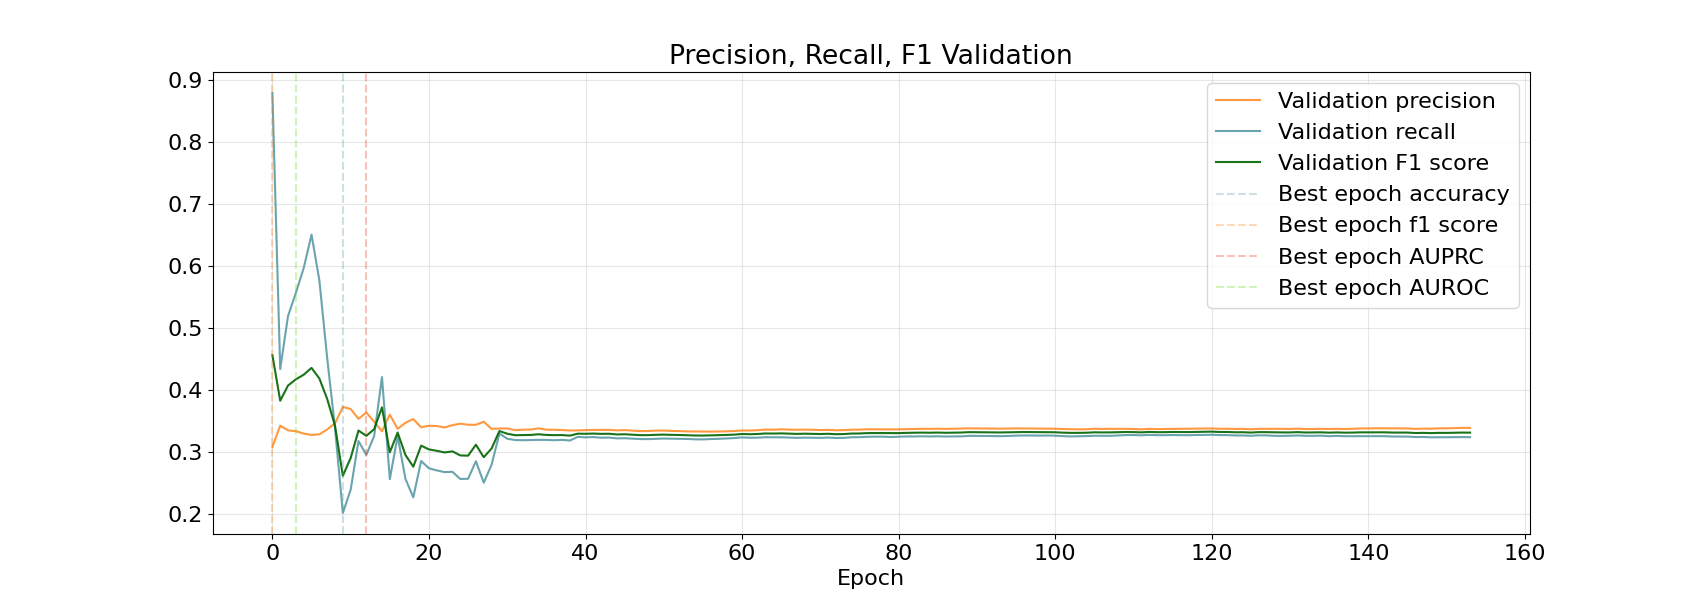 Precision, Recall, F1 Validation
0.9
0.8
0.7
0.6
0.5
0.4
0.3
0.2
Validation precision
Validation recall
Validation F1 score
Best epoch accuracy
Best epoch f1 score
Best epoch AUPRC
Best epoch AUROC
0 20 40 60 80 100 120 140 160
Epoch